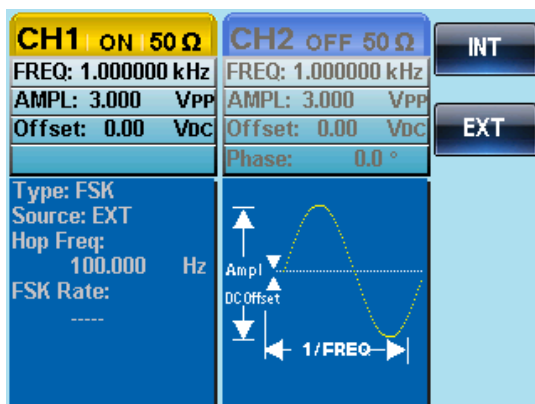 CH1 ON 50 Ω
FREQ: 1.000000 kHz
AMPL: 3.000 VPP
Offset: 0.00 VDC
Type: FSK
Source: EXT
Hop Freq:
100.000 Hz
FSK Rate:
-----
CH2 OFF 50 Ω
FREQ: 1.000000 kHz
AMPL: 3.000 VPP
Offset: 0.00 VDC
Phase: 0.0 °
Ampl
DC Offset
1/FREQ
INT
EXT